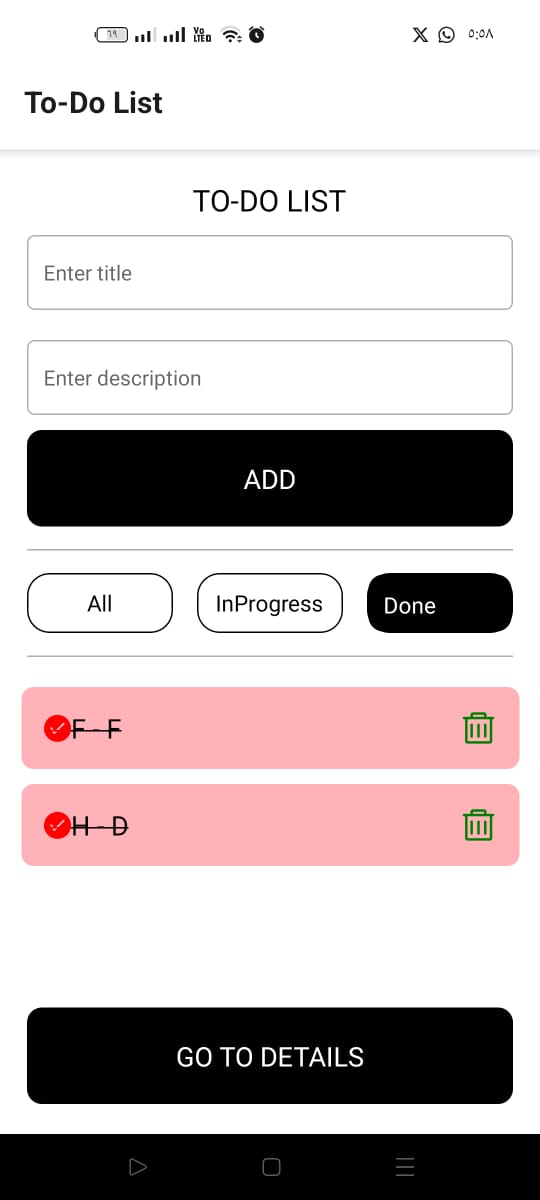 ٦٩ Vo LTE ٥:٥٨
To-Do List
TO-DO LIST
Enter title
Enter description
ADD
All InProgress Done
F - F
H - D
GO TO DETAILS